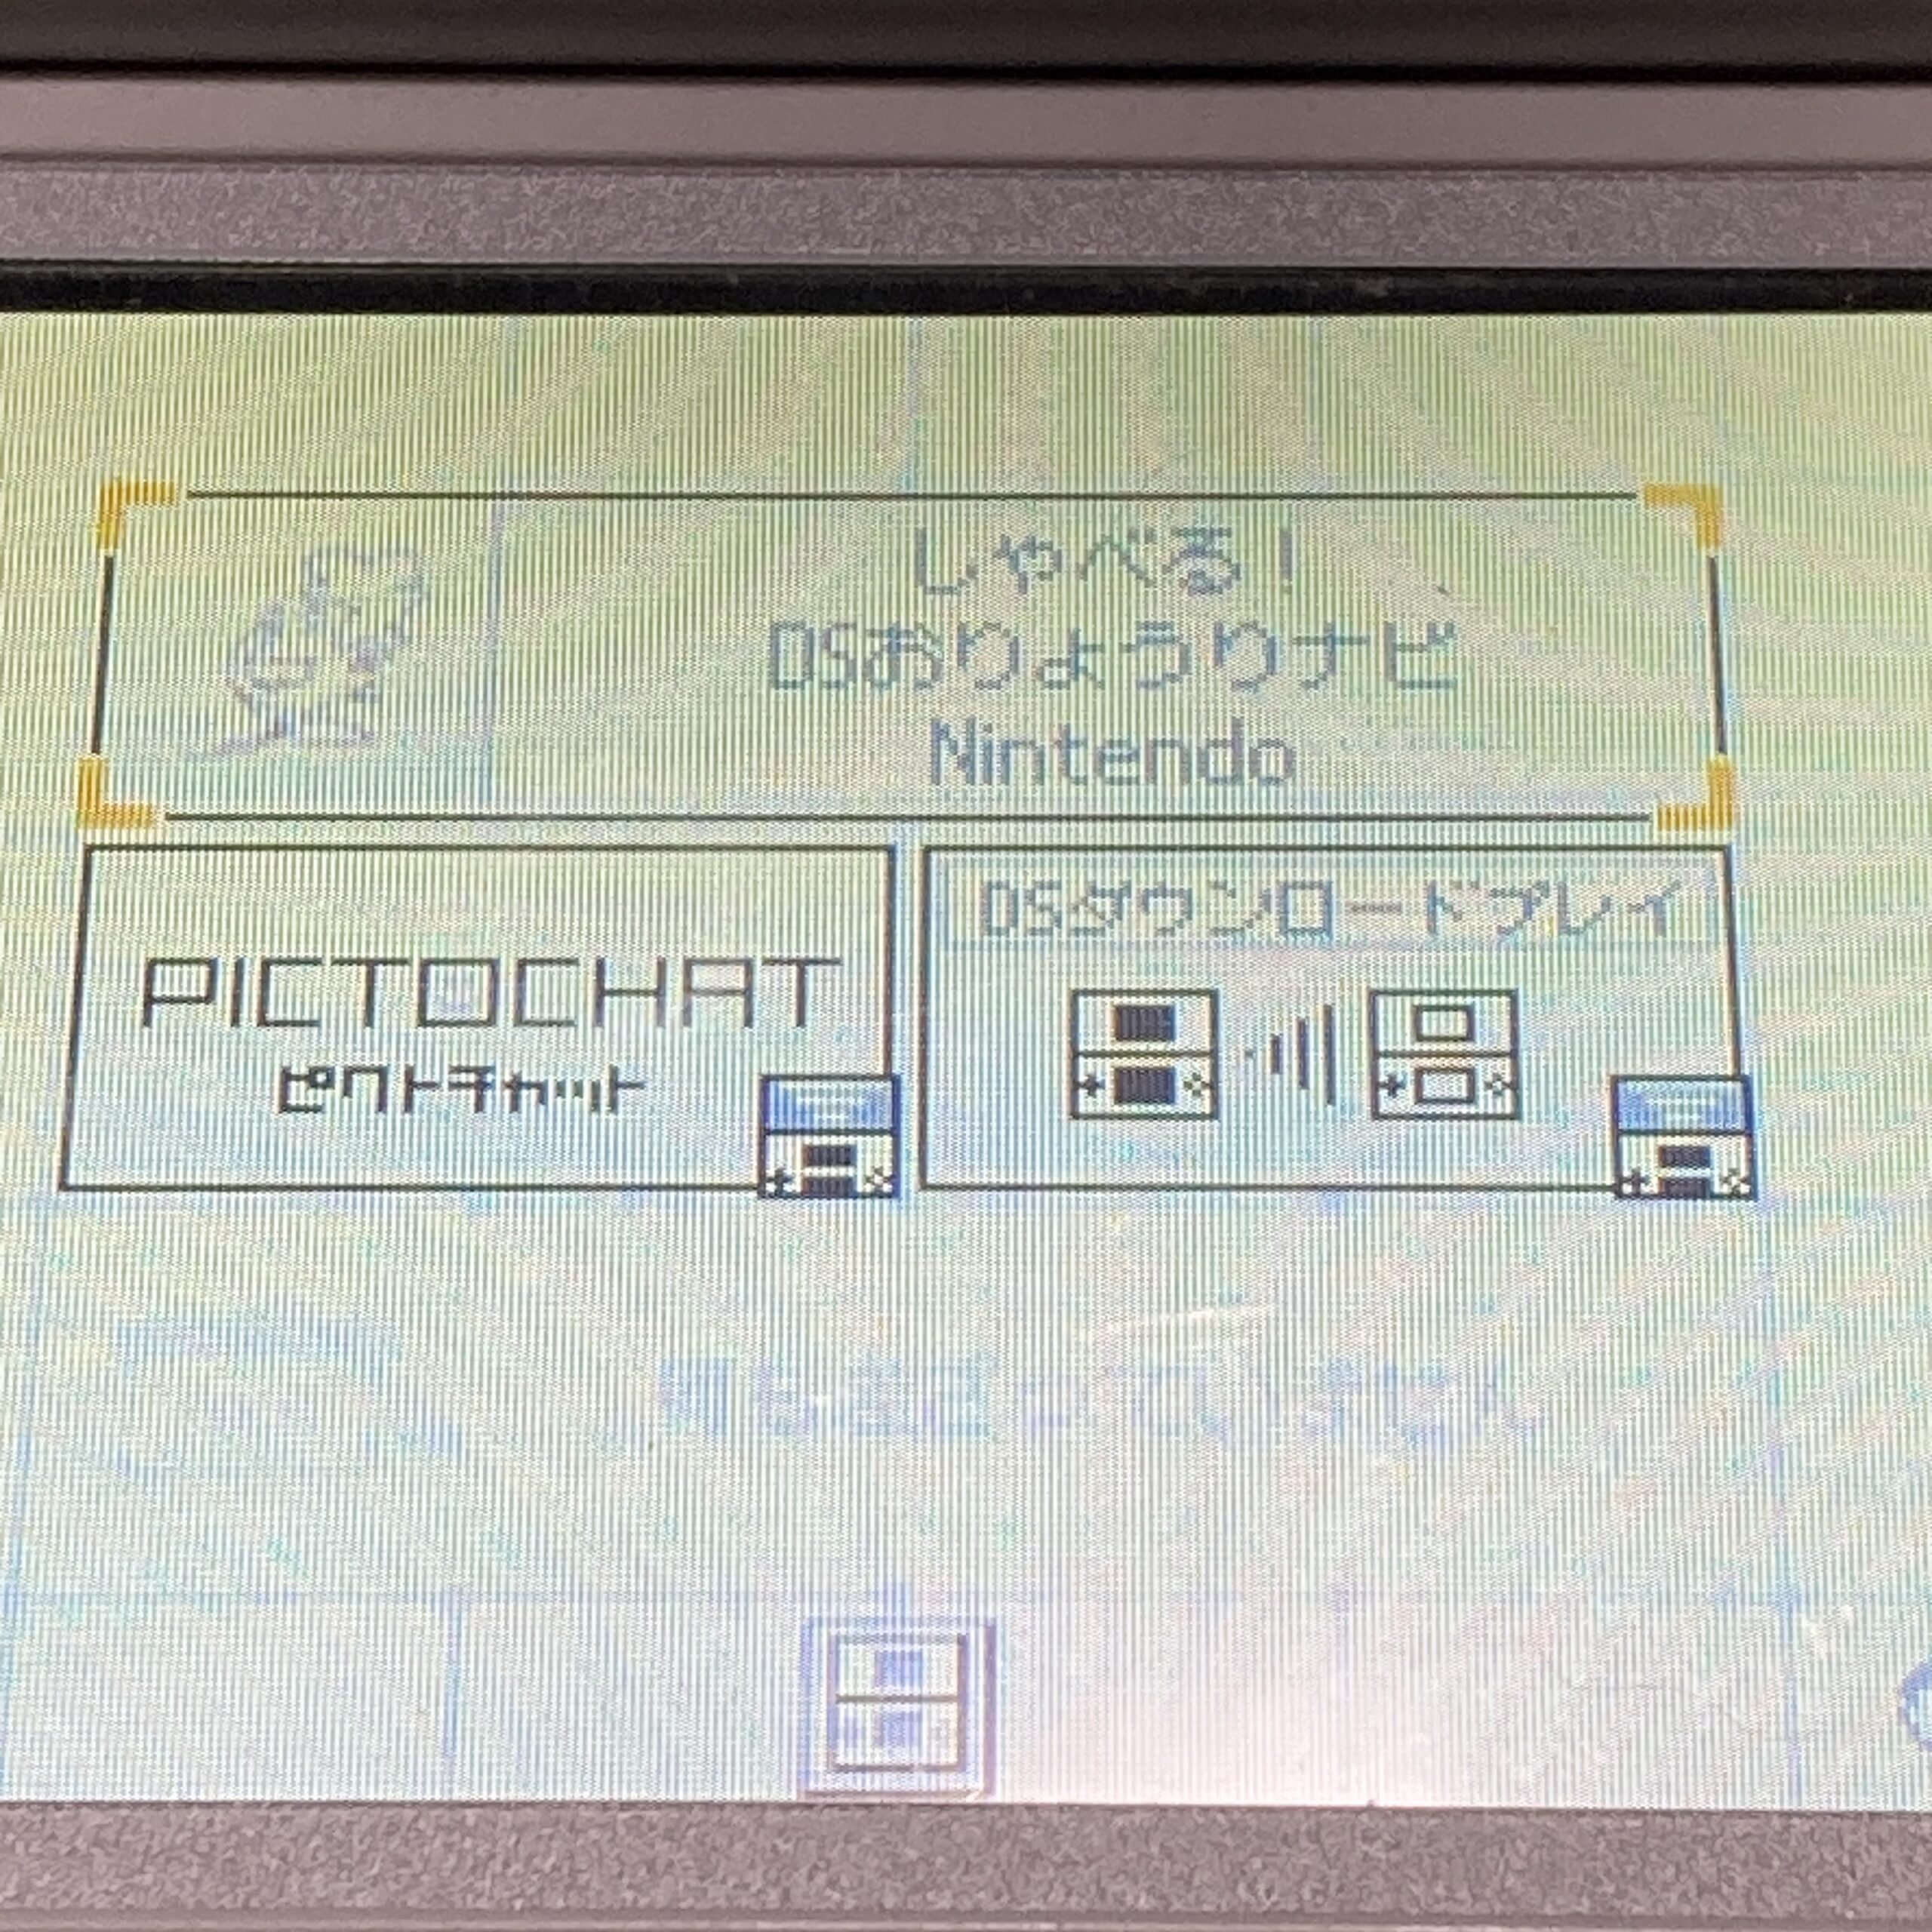 しゃべる!
DSおりょうりナビ
Nintendo
PICTOCHAT
ピクトチャット
DSダウンロードプレイ